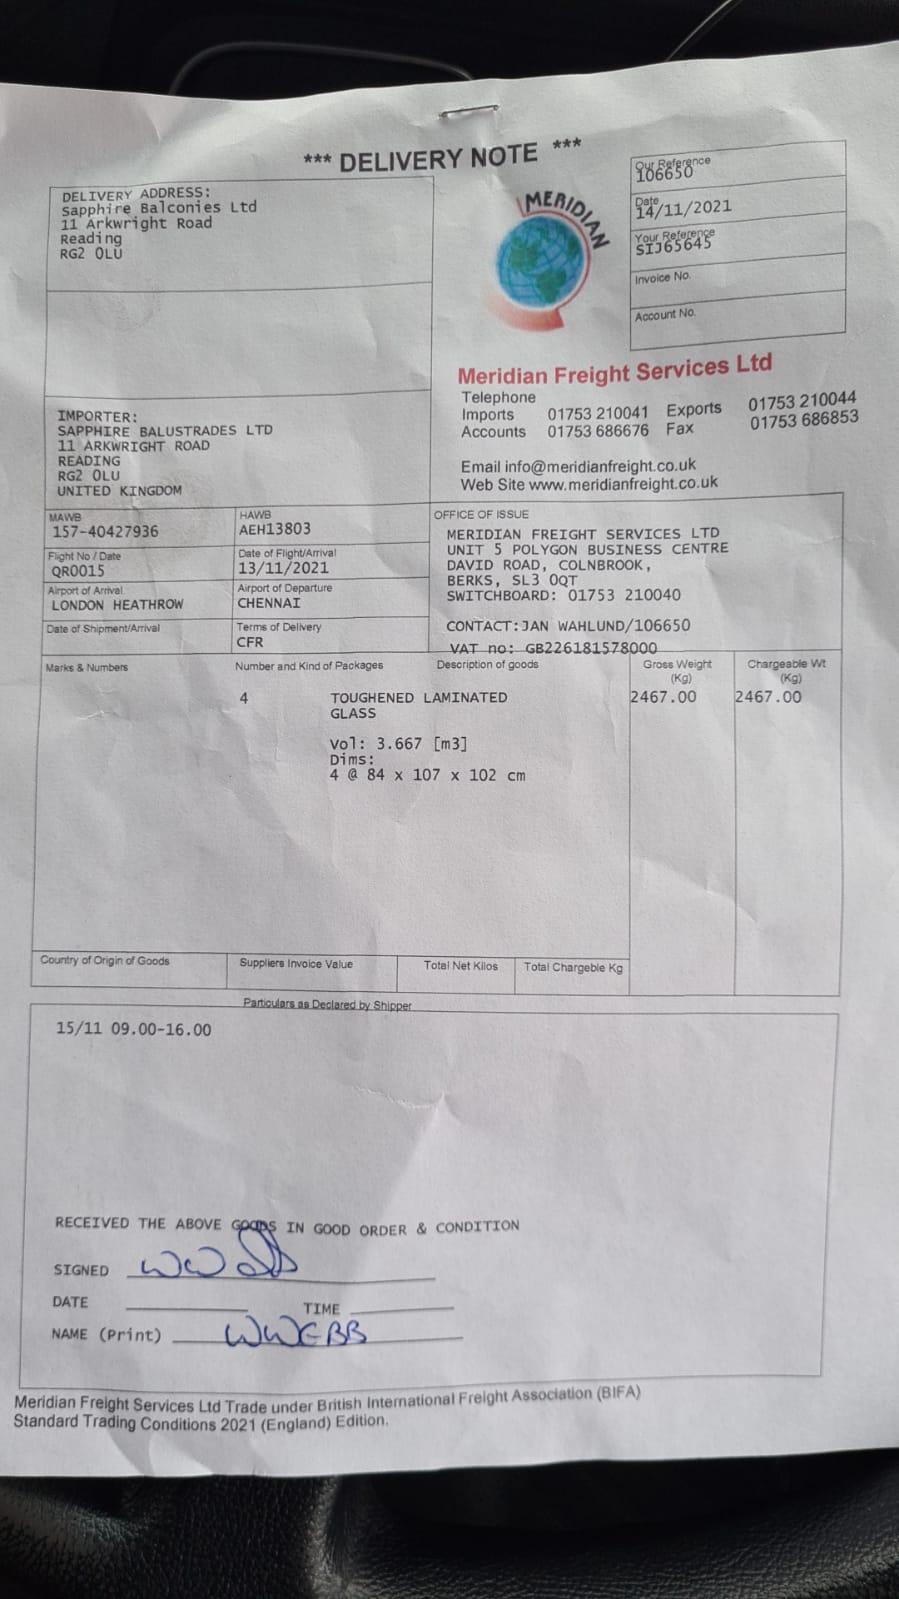 *** DELIVERY NOTE ***
DELIVERY ADDRESS:
Sapphire Balconies Ltd
11 Arkwright Road
Reading
RG2 0LU
MERIDIAN
Our Reference
106650
Date
14/11/2021
Your Reference
SIJ65645
Invoice No.
Account No.
Meridian Freight Services Ltd
Telephone
Imports 01753 210041 Exports 01753 210044
Accounts 01753 686676 Fax 01753 686853
Email info@meridianfreight.co.uk
Web Site www.meridianfreight.co.uk
IMPORTER:
SAPPHIRE BALUSTRADES LTD
11 ARKWRIGHT ROAD
READING
RG2 0LU
UNITED KINGDOM
MAWB
157-40427936
HAWB
AEH13803
Flight No / Date
QR0015
Date of Flight/Arrival
13/11/2021
Airport of Arrival
LONDON HEATHROW
Airport of Departure
CHENNAI
Date of Shipment/Arrival
Terms of Delivery
CFR
OFFICE OF ISSUE
MERIDIAN FREIGHT SERVICES LTD
UNIT 5 POLYGON BUSINESS CENTRE
DAVID ROAD, COLNBROOK,
BERKS, SL3 0QT
SWITCHBOARD: 01753 210040
CONTACT:JAN WAHLUND/106650
VAT no: GB226181578000
Marks & Numbers Number and Kind of Packages Description of goods Gross Weight (Kg) Chargeable Wt (Kg)
4 TOUGHENED LAMINATED 2467.00 2467.00
GLASS
Vol: 3.667 [m3]
Dims:
4 @ 84 x 107 x 102 cm
Country of Origin of Goods Suppliers Invoice Value Total Net Kilos Total Chargeable Kg
Particulars as Declared by Shipper
15/11 09.00-16.00
RECEIVED THE ABOVE GOODS IN GOOD ORDER & CONDITION
SIGNED
DATE TIME
NAME (Print) WWEBB
Meridian Freight Services Ltd Trade under British International Freight Association (BIFA)
Standard Trading Conditions 2021 (England) Edition.